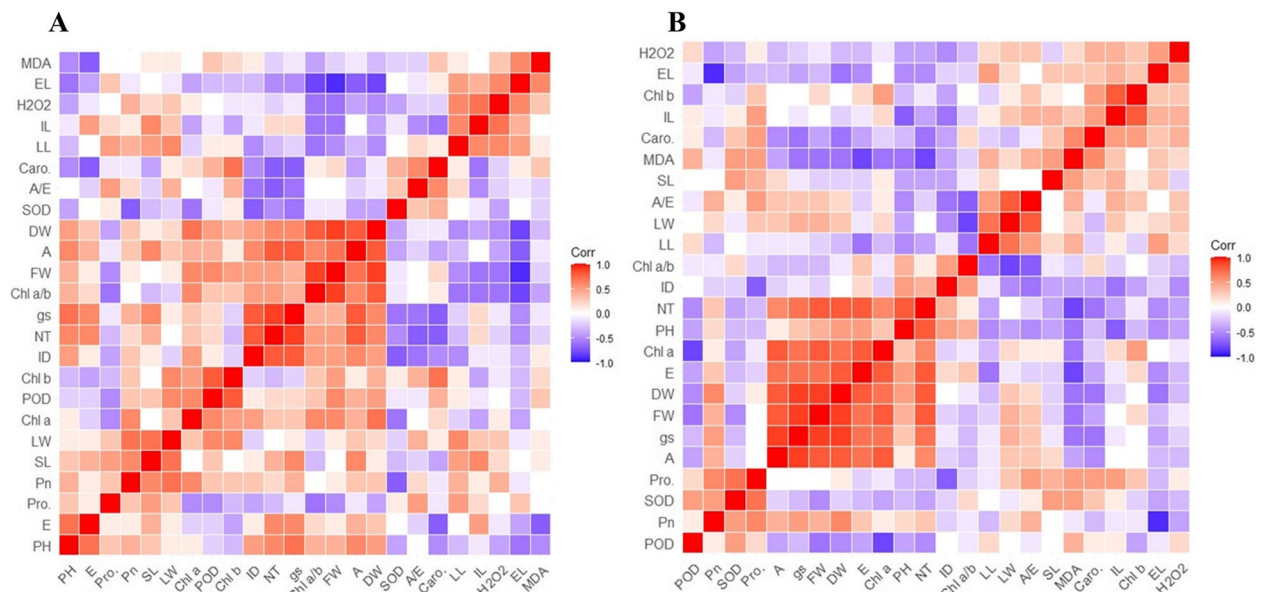 A
B
MDA
EL
H2O2
IL
LL
Caro.
A/E
SOD
DW
A
FW
Chl a/b
gs
NT
ID
Chl b
POD
Chl a
LW
SL
Pn
Pro.
E
PH
PH E Pro. Pn SL LW Chl a POD Chl b ID NT gs Chl a/b FW A DW SOD A/E Caro. LL IL H2O2 EL MDA
Corr
1.0
0.5
0.0
-0.5
-1.0
H2O2
EL
Chl b
IL
Caro.
MDA
SL
A/E
LW
LL
Chl a/b
ID
NT
PH
Chl a
E
DW
FW
gs
A
Pro.
SOD
Pn
POD
POD Pn SOD Pro. A gs FW DW E Chl a PH NT ID Chl a/b LL LW A/E SL MDA Caro. IL Chl b EL H2O2
Corr
1.0
0.5
0.0
-0.5
-1.0